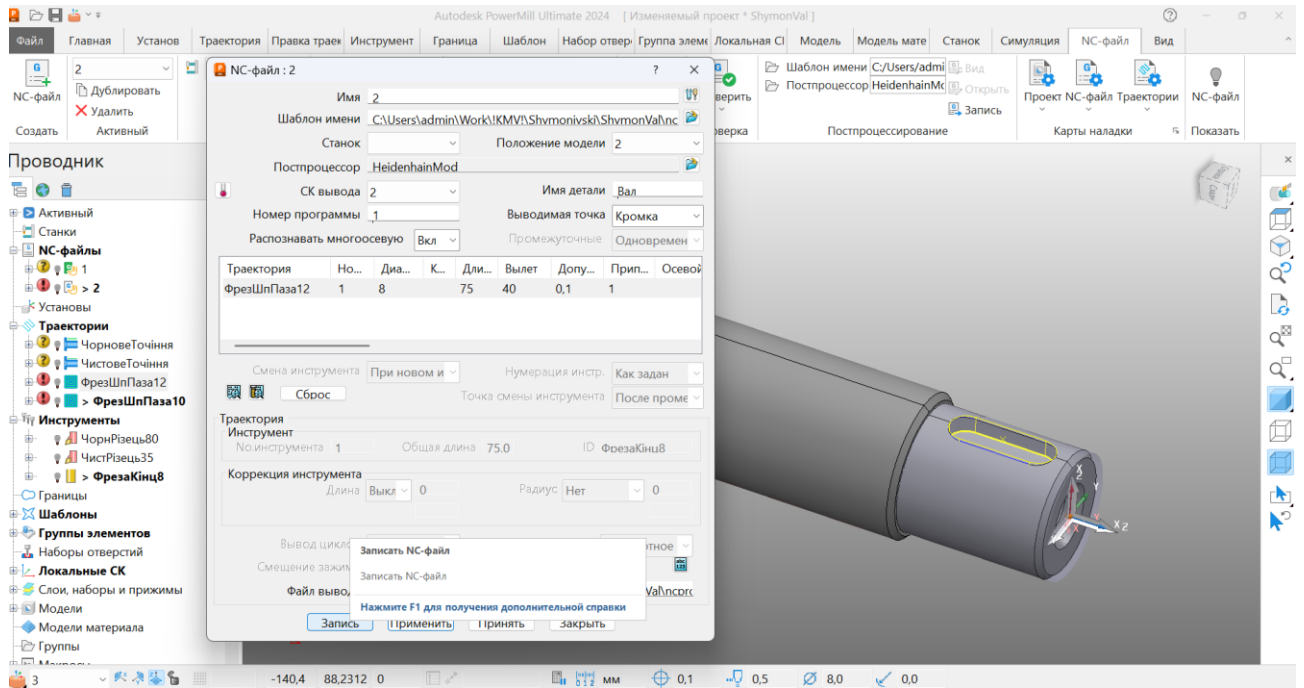 Autodesk PowerMill Ultimate 2024 [ Изменяемый проект * ShymonVal ]
Файл Главная Установ Траектория Правка траек Инструмент Граница Шаблон Набор отвер Группа элеме Локальная СІ Модель Модель мате Станок Симуляция NC-файл Вид
NC-файл
2
Дублировать
Удалить
Создать Активный
Шаблон имени C:/Users/admi
Постпроцессор HeidenhainMc
Вид
Открыть
Запись
Постпроцессирование
Проект NC-файл Траектории
Карты наладки
NC-файл
Показать
верить
верка
Проводник
Активный
Станки
NC-файлы
1
> 2
Установы
Траектории
ЧорновеТочіння
ЧистовеТочіння
ФрезШпПаза12
> ФрезШпПаза10
Инструменты
ЧорнРізець80
ЧистРізець35
> ФрезаКінц8
Границы
Шаблоны
Группы элементов
Наборы отверстий
Локальные СК
Слои, наборы и прижимы
Модели
Модели материала
Группы
Макросы
NC-файл : 2 ? ×
Имя 2
Шаблон имени C:\Users\admin\Work\!KMV!\Shymonivski\ShymonVal\nc
Станок Положение модели 2
Постпроцессор HeidenhainMod
СК вывода 2 Имя детали Вал
Номер программы 1 Выводимая точка Кромка
Распознавать многоосевую Вкл Промежуточные Одновремен
Траектория Но... Диа... К... Дли... Вылет Допу... Прип... Осевой
ФрезШпПаза12 1 8 75 40 0,1 1
Смена инструмента При новом и Нумерация инстр. Как задан
Сброс Точка смены инструмента После проме
Траектория
Инструмент
No.инструмента 1 Общая длина 75.0 ID ФрезаКінц8
Коррекция инструмента
Длина Выкл 0 Радиус Нет 0
Вывод цикло
тное
Смещение зажим
Файл выво
Val\ncprc
Записать NC-файл
Записать NC-файл
Нажмите F1 для получения дополнительной справки
Запись Применить Принять Закрыть
X
Y
X Z
3 -140,4 88,2312 0 мм 0,1 0,5 8,0 0,0